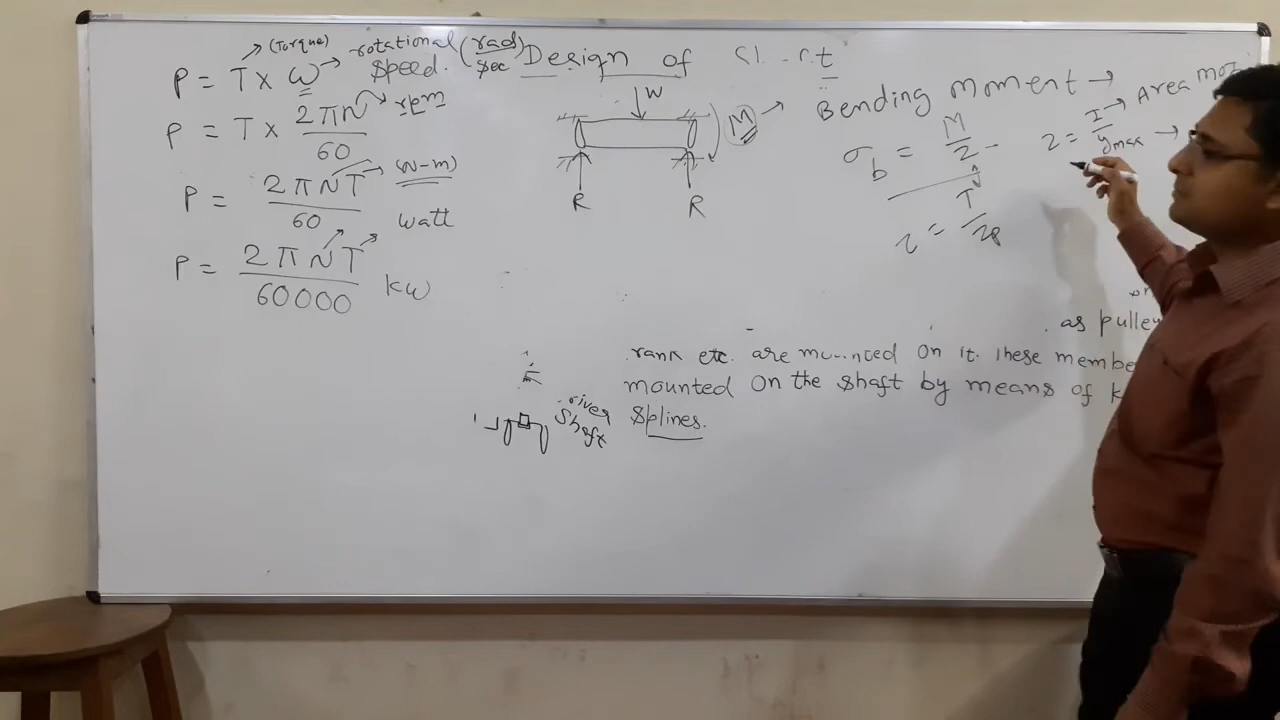 Design of
(Torque)
P = T x ω → rotational speed. (rad/sec)
P = T x 2πN/60 → rpm
P = 2πNT/60 → (N-m)
watt
P = 2πNT/60000 kw
W
M →
R R
Bending moment →
σb = M/Z
Z = I/ymax →
→ Area
τ = T/Zp
as pulley
etc. are mounted on it. These membe
mounted on the shaft by means of k
splines.
shaft